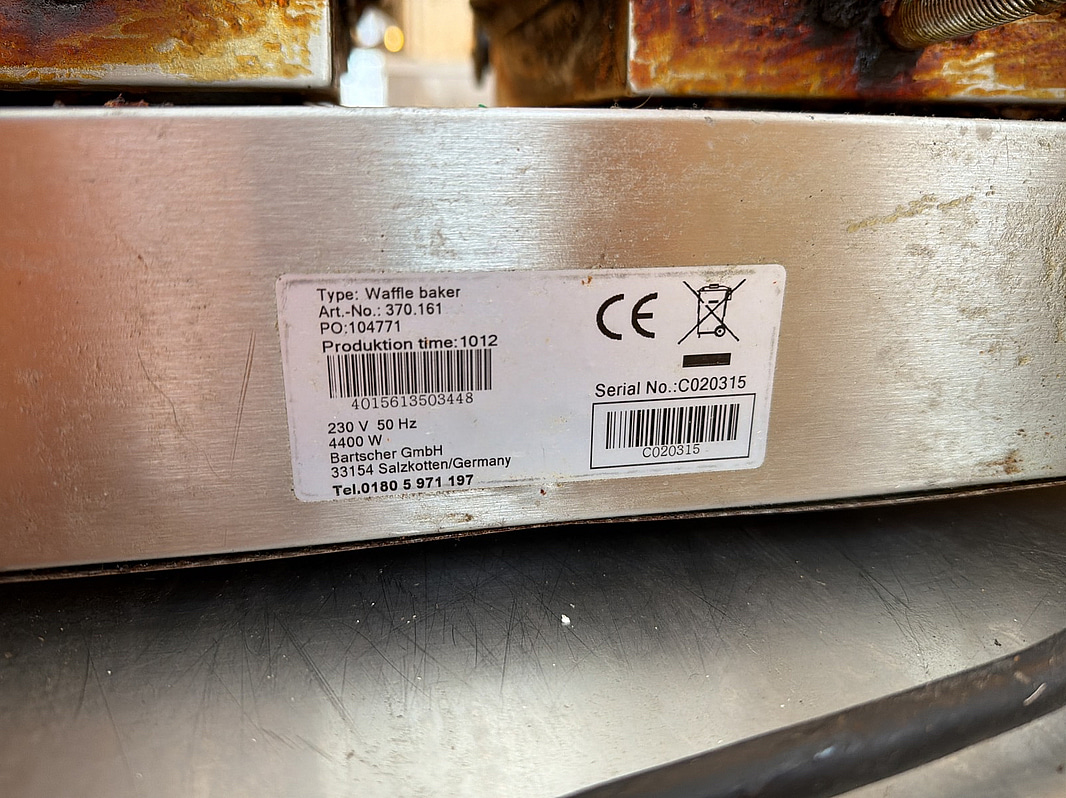 Type: Waffle baker
Art.-No.: 370.161
PO:104771
Produktion time:1012
4015613503448
230 V 50 Hz
4400 W
Bartscher GmbH
33154 Salzkotten/Germany
Tel.0180 5 971 197
CE
Serial No.:C020315
C020315